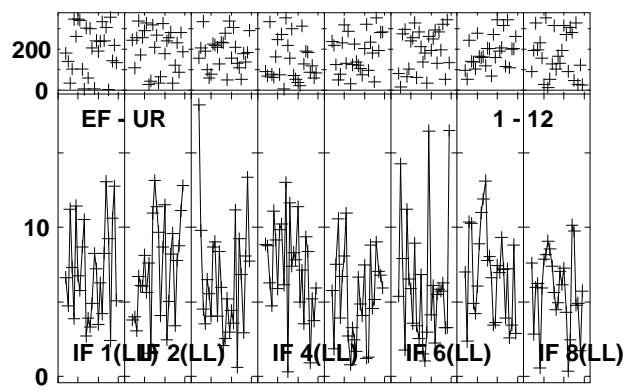 200
0
EF - UR 1 - 12
10
IF 1(LL) IF 2(LL) IF 4(LL) IF 6(LL) IF 8(LL)
0